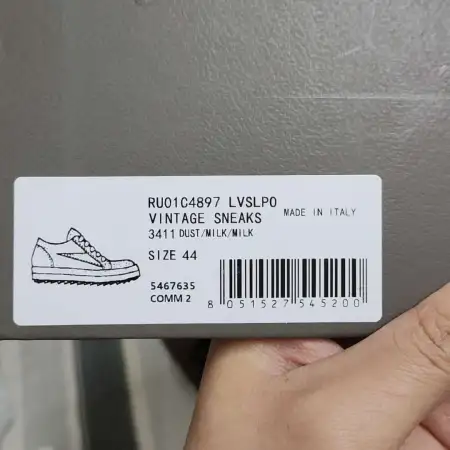 RU01C4897 LVSLPO
VINTAGE SNEAKS
MADE IN ITALY
3411 DUST/MILK/MILK
SIZE 44
5467635
COMM 2
8 051527 545200